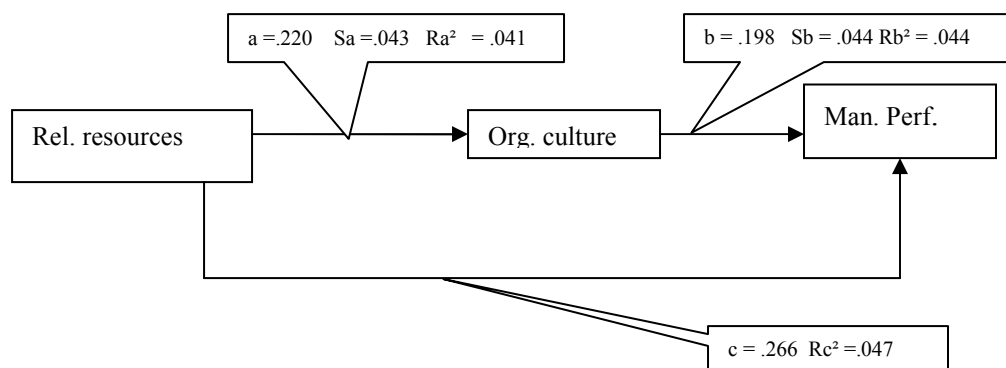 a = .220 Sa =.043 Ra² = .041
b = .198 Sb = .044 Rb² = .044
Rel. resources
Org. culture
Man. Perf.
c = .266 Rc² =.047